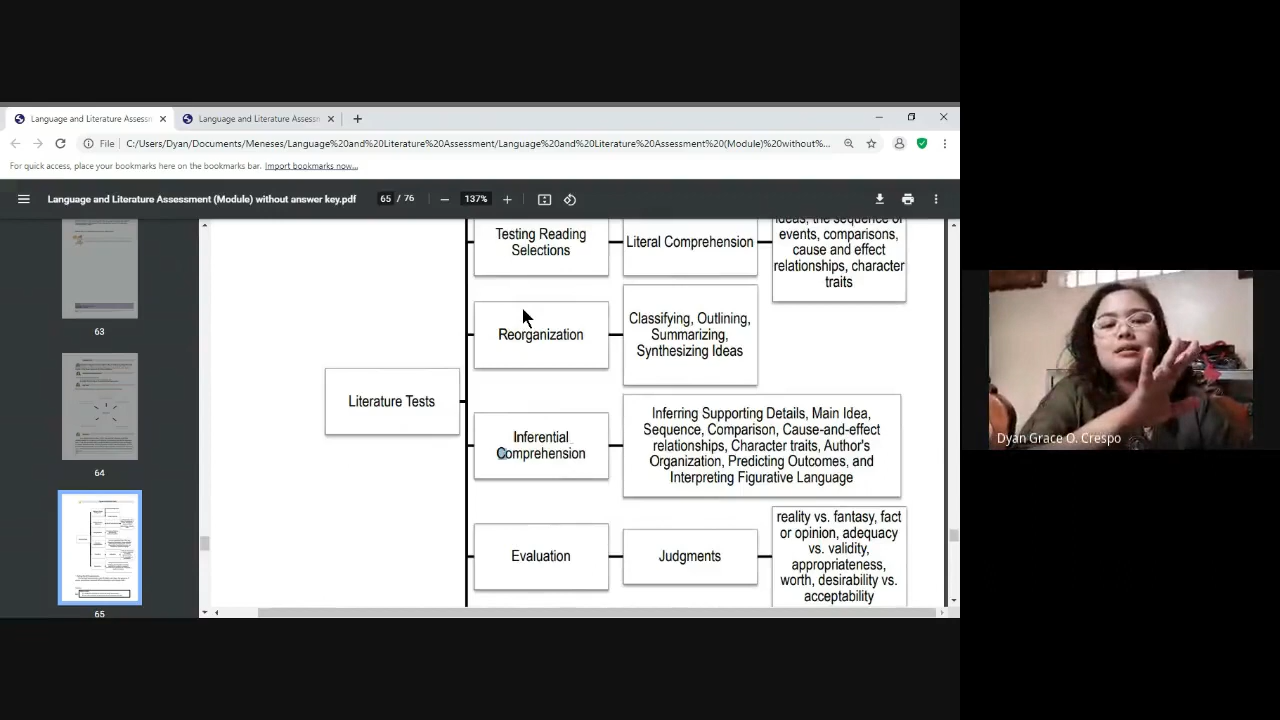 Language and Literature Assessm
Language and Literature Assessm
File
C:/Users/Dyan/Documents/Meneses/Language%20and%20Literature%20Assessment/Language%20and%20Literature%20Assessment%20(Module)%20without%...
For quick access, place your bookmarks here on the bookmarks bar. Import bookmarks now...
Language and Literature Assessment (Module) without answer key.pdf
65 / 76
137%
63
64
65
Testing Reading
Selections
Literal Comprehension
ideas, the sequence of
events, comparisons,
cause and effect
relationships, character
traits
Reorganization
Classifying, Outlining,
Summarizing,
Synthesizing Ideas
Literature Tests
Inferential
Comprehension
Inferring Supporting Details, Main Idea,
Sequence, Comparison, Cause-and-effect
relationships, Character traits, Author's
Organization, Predicting Outcomes, and
Interpreting Figurative Language
Evaluation
Judgments
reality vs. fantasy, fact
or opinion, adequacy
vs. validity,
appropriateness,
worth, desirability vs.
acceptability
Dyan Grace O. Crespo